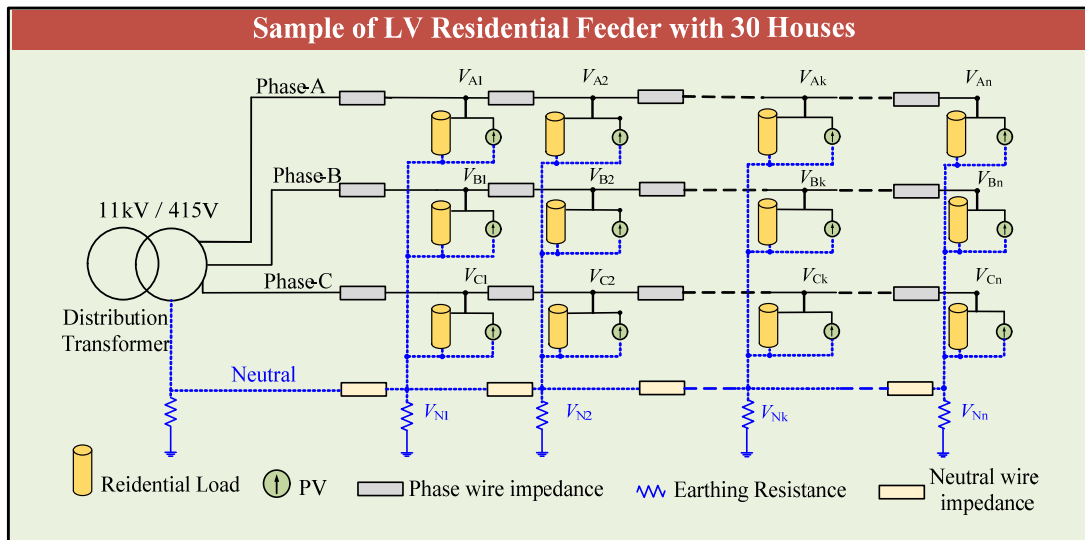 Sample of LV Residential Feeder with 30 Houses
Phase-A
VA1
VA2
VAk
VAn
Phase-B
VB1
VB2
VBk
VBn
11kV / 415V
Phase-C
VC1
VC2
VCk
VCn
Distribution
Transformer
Neutral
VN1
VN2
VNk
VNn
Reidential Load
PV
Phase wire impedance
Earthing Resistance
Neutral wire
impedance